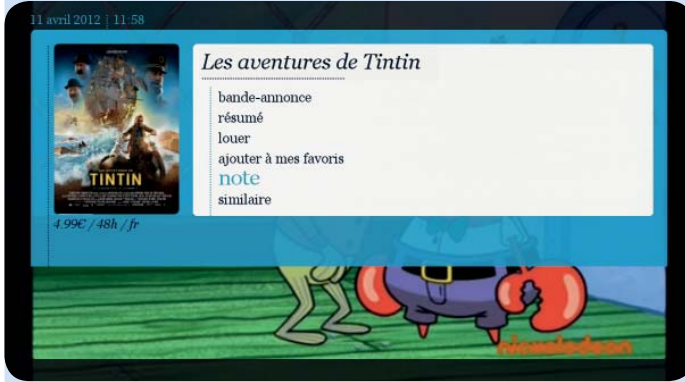 11 avril 2012 | 11:58
Les aventures de Tintin
bande-annonce
résumé
louer
ajouter à mes favoris
note
similaire
TINTIN
4.99€ / 48h / fr
nickelodeon